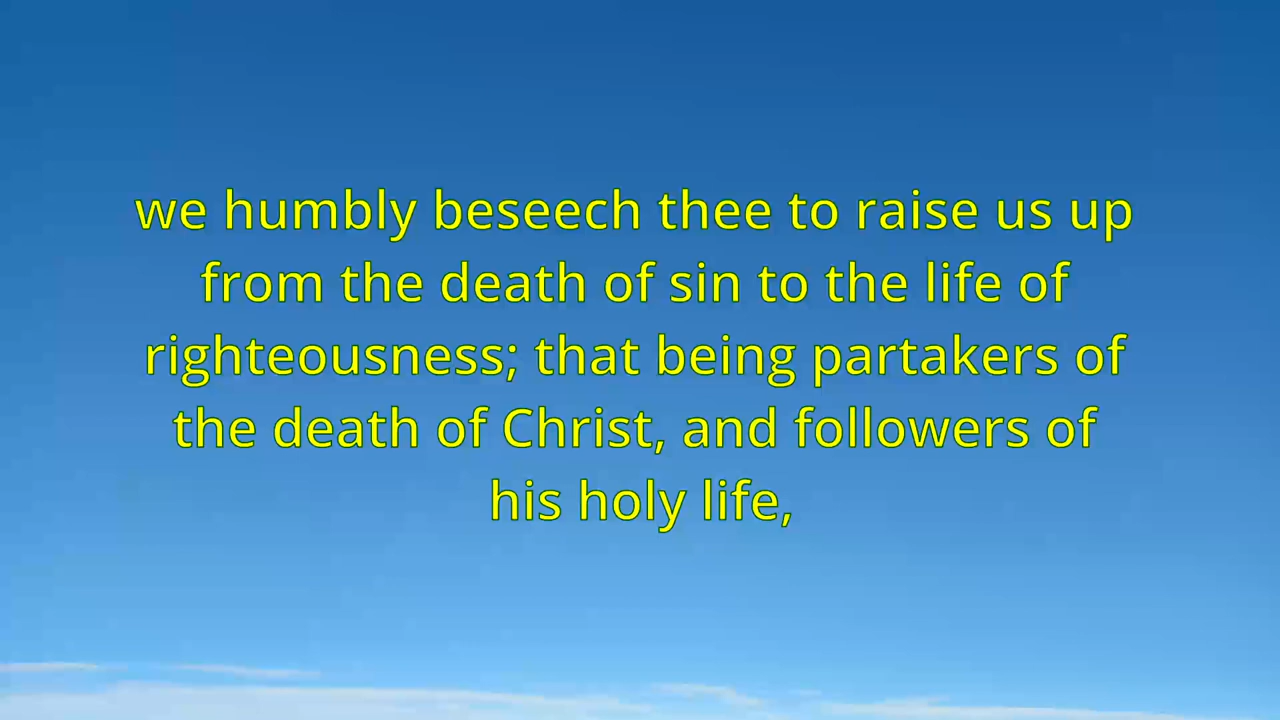 we humbly beseech thee to raise us up
from the death of sin to the life of
righteousness; that being partakers of
the death of Christ, and followers of
his holy life,